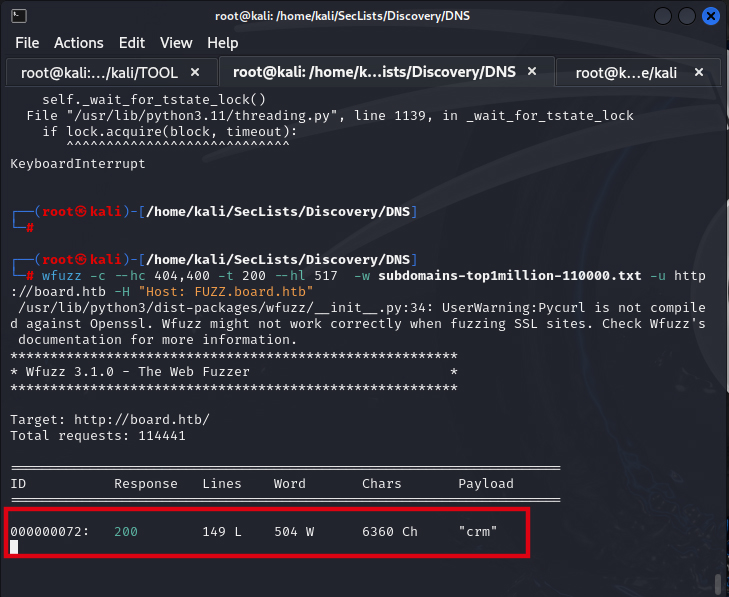 root@kali: /home/kali/SecLists/Discovery/DNS
File Actions Edit View Help
root@kali:.../kali/TOOL × root@kali: /home/k...ists/Discovery/DNS × root@k...e/kali ×
self._wait_for_tstate_lock()
File "/usr/lib/python3.11/threading.py", line 1139, in _wait_for_tstate_lock
if lock.acquire(block, timeout):
^^^^^^^^^^^^^^^^^^^^^^^^^^^^
KeyboardInterrupt
┌──(root㉿kali)-[/home/kali/SecLists/Discovery/DNS]
└─#
┌──(root㉿kali)-[/home/kali/SecLists/Discovery/DNS]
└─# wfuzz -c --hc 404,400 -t 200 --hl 517  -w subdomains-top1million-110000.txt -u http
://board.htb -H "Host: FUZZ.board.htb"
/usr/lib/python3/dist-packages/wfuzz/__init__.py:34: UserWarning:Pycurl is not compile
d against Openssl. Wfuzz might not work correctly when fuzzing SSL sites. Check Wfuzz's
documentation for more information.
********************************************************
* Wfuzz 3.1.0 - The Web Fuzzer                         *
********************************************************
Target: http://board.htb/
Total requests: 114441
=====================================================================
ID           Response   Lines    Word       Chars       Payload
=====================================================================
000000072:   200        149 L    504 W      6360 Ch     "crm"